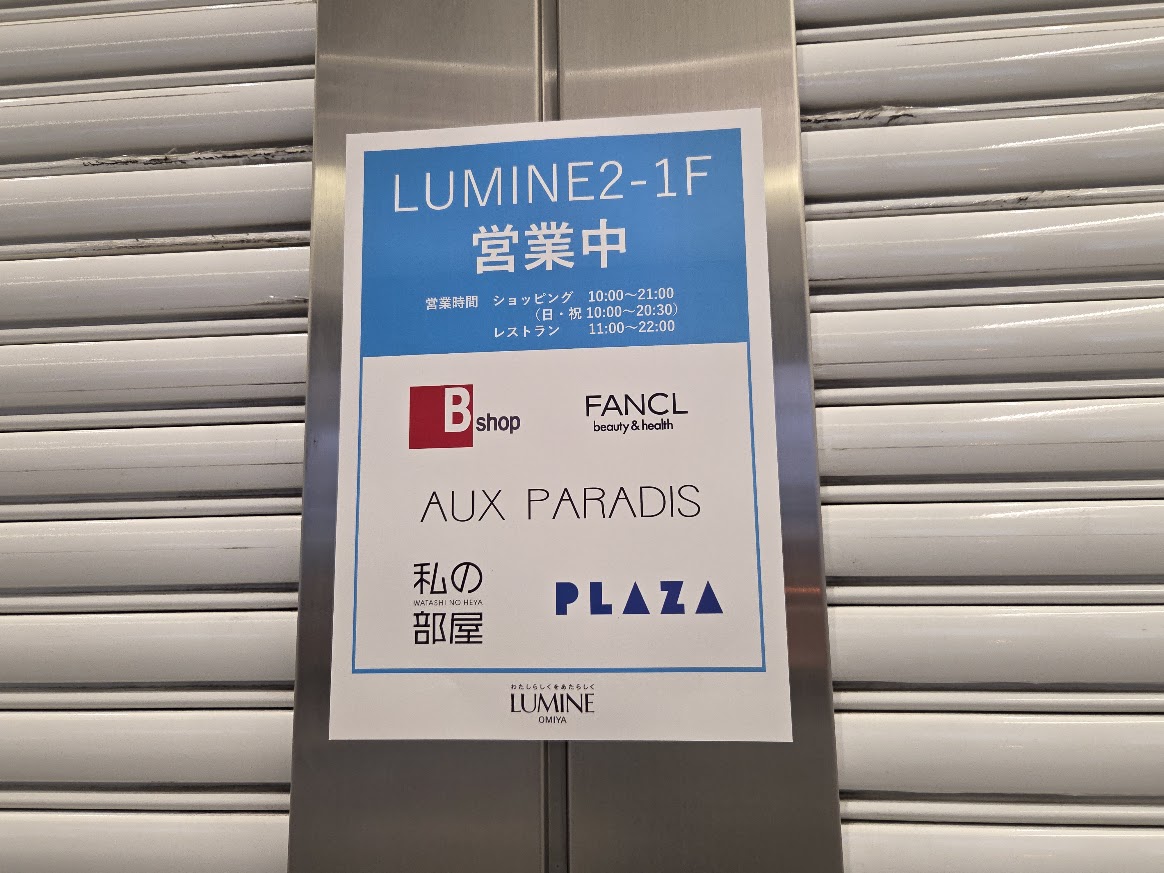 LUMINE2-1F
営業中
営業時間 ショッピング 10:00～21:00
（日・祝 10:00～20:30）
レストラン 11:00～22:00
B shop
FANCL
beauty & health
AUX PARADIS
私の
WATASHI NO HEYA
部屋
PLAZA
わたしらしくをあたらしく
LUMINE
OMIYA